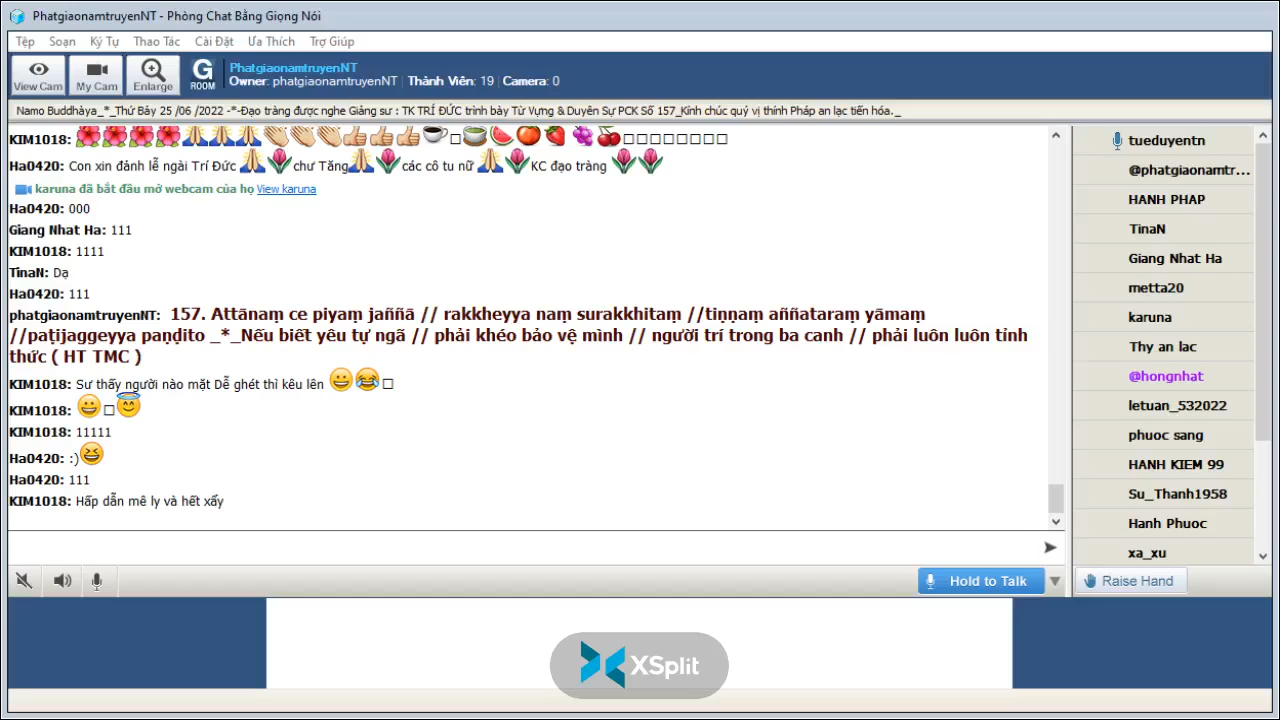 PhatgiaonamtruyenNT - Phòng Chat Bằng Giọng Nói
Tệp Soạn Ký Tự Thao Tác Cài Đặt Ưa Thích Trợ Giúp
View Cam My Cam Enlarge G ROOM
PhatgiaonamtruyenNT
Owner: phatgiaonamtruyenNT Thành Viên: 19 Camera: 0
Namo Buddhàya_*_Thứ Bảy 25 /06 /2022 -*-Đạo tràng được nghe Giảng sư : TK TRÍ ĐỨC trình bày Từ Vựng & Duyên Sự PCK Số 157_Kính chúc quý vị thính Pháp an lạc tiến hóa._
KIM1018: 🌺🌺🌺🌺🙏🙏🙏👏👏👏👍👍👍☕□🍵🍉🍅🍓🍇🍒□□□□□□□□
Ha0420: Con xin đảnh lễ ngài Trí Đức 🙏🌷chư Tăng🙏🌷các cô tu nữ 🙏🌷KC đạo tràng 🌷🌷
karuna đã bắt đầu mở webcam của họ View karuna
Ha0420: 000
Giang Nhat Ha: 111
KIM1018: 1111
TinaN: Dạ
Ha0420: 111
phatgiaonamtruyenNT: 157. Attānaṃ ce piyaṃ jaññā // rakkheyya naṃ surakkhitaṃ //tiṇṇaṃ aññataraṃ yāmaṃ
//paṭijaggeyya paṇḍito _*_Nếu biết yêu tự ngã // phải khéo bảo vệ mình // người trí trong ba canh // phải luôn luôn tỉnh
thức ( HT TMC )
KIM1018: Sư thấy người nào mặt Dễ ghét thì kêu lên 😀😂□
KIM1018: 😀□😇
KIM1018: 11111
Ha0420: :)😆
Ha0420: 111
KIM1018: Hấp dẫn mê ly và hết xẩy
Hold to Talk
tueduyentn
@phatgiaonamtr...
HANH PHAP
TinaN
Giang Nhat Ha
metta20
karuna
Thy an lac
@hongnhat
letuan_532022
phuoc sang
HANH KIEM 99
Su_Thanh1958
Hanh Phuoc
xa_xu
Raise Hand
XSplit